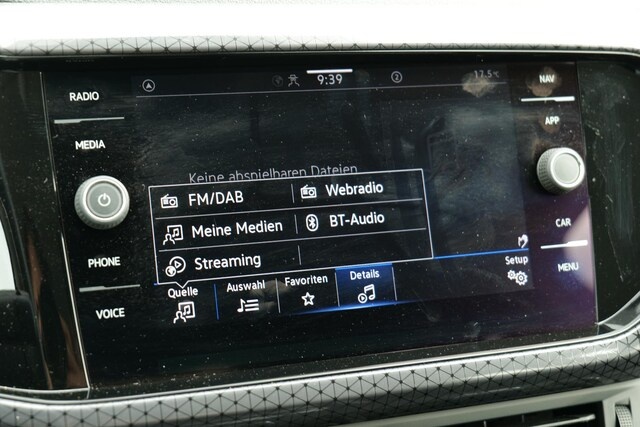 9:39
2
17.5°C
NAV
RADIO
APP
MEDIA
Keine abspielbaren Dateien
FM/DAB
Webradio
Meine Medien
BT-Audio
CAR
PHONE
Streaming
Setup
MENU
Quelle
Auswahl
Favoriten
Details
VOICE